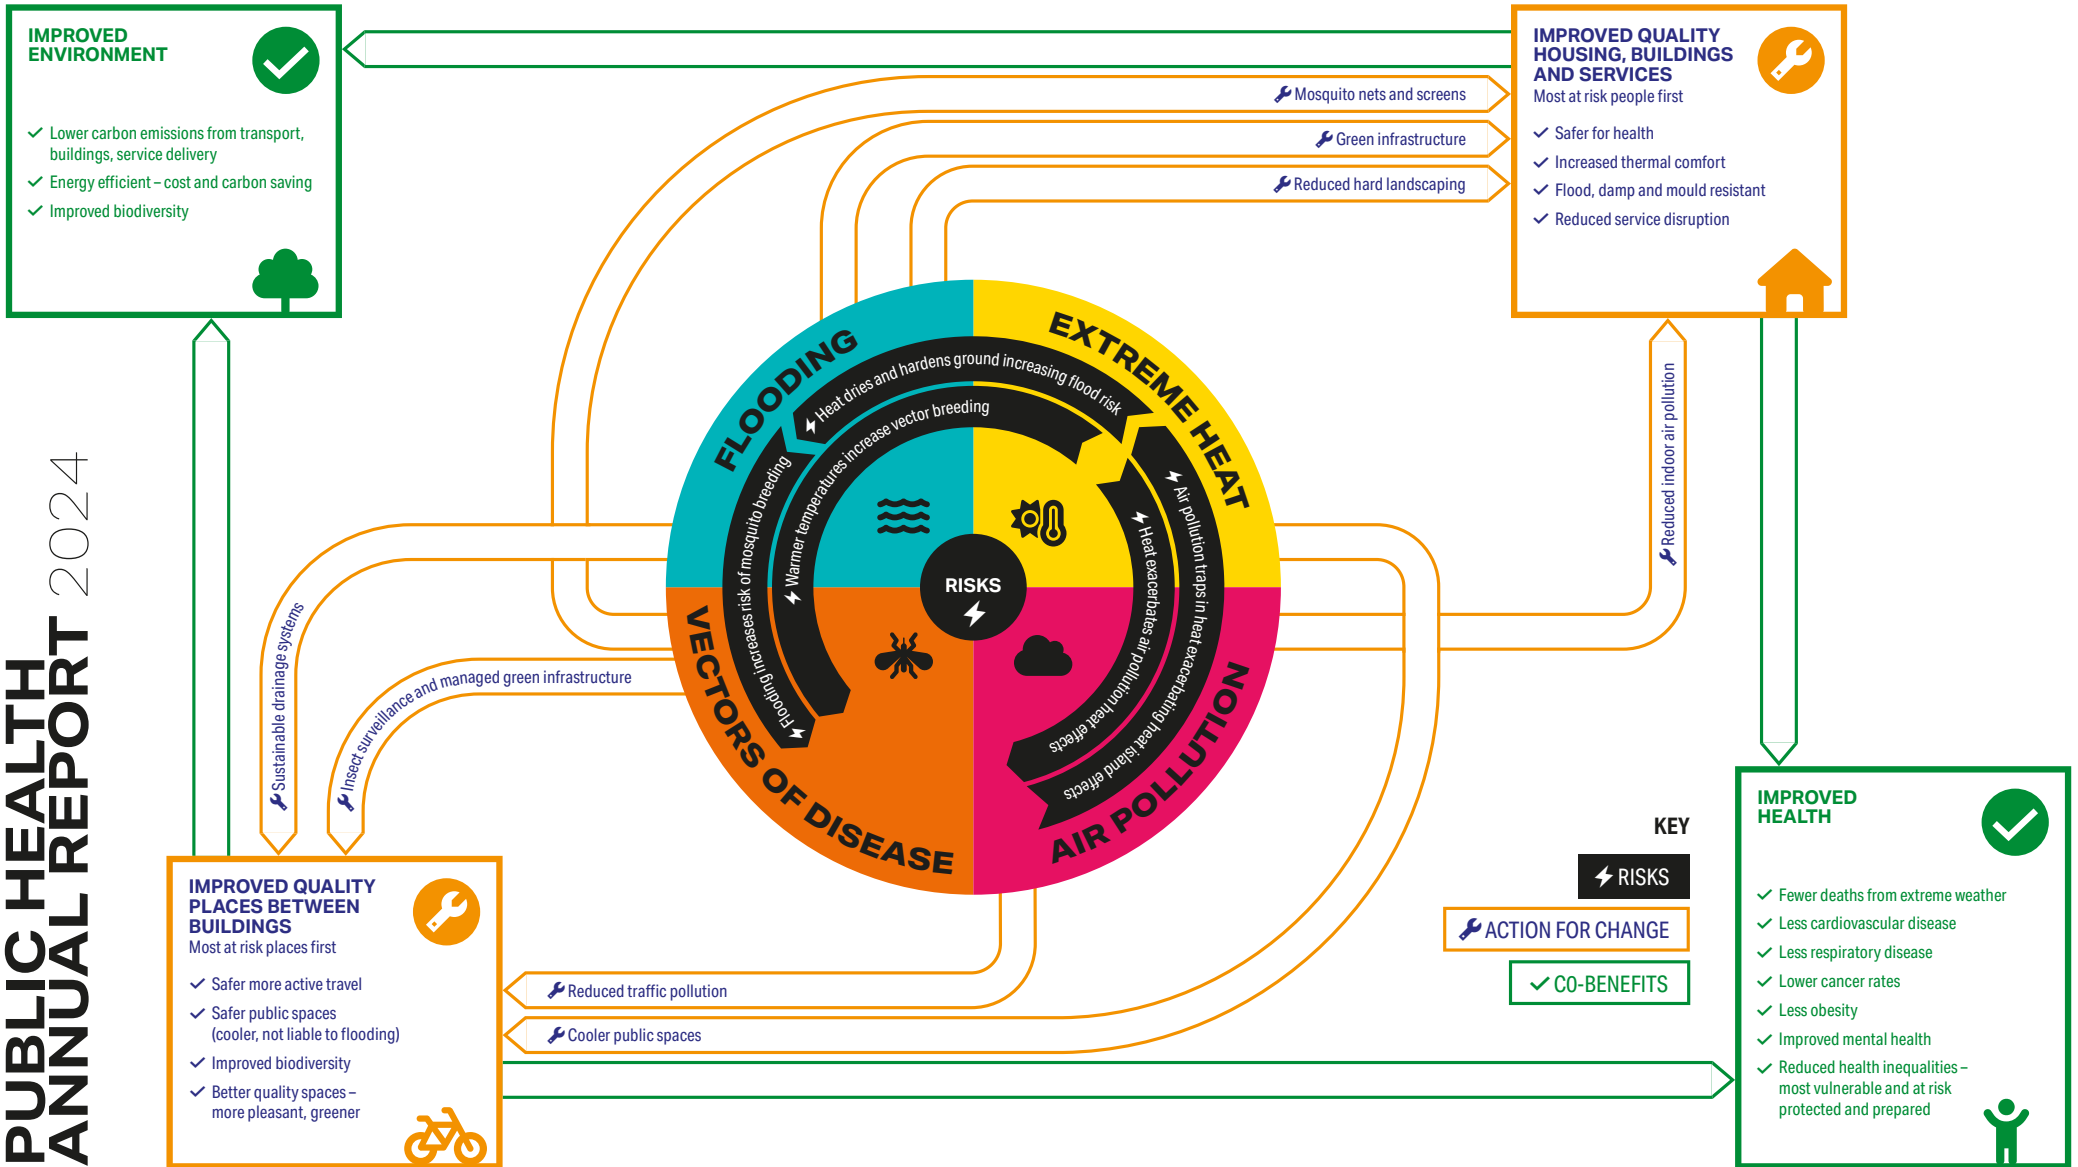 PUBLIC HEALTH
ANNUAL REPORT 2024
IMPROVED
ENVIRONMENT
Lower carbon emissions from transport,
buildings, service delivery
Energy efficient – cost and carbon saving
Improved biodiversity
Mosquito nets and screens
Green infrastructure
Reduced hard landscaping
IMPROVED QUALITY
HOUSING, BUILDINGS
AND SERVICES
Most at risk people first
Safer for health
Increased thermal comfort
Flood, damp and mould resistant
Reduced service disruption
Reduced indoor air pollution
FLOODING
EXTREME HEAT
VECTORS OF DISEASE
AIR POLLUTION
Heat dries and hardens ground increasing flood risk
Warmer temperatures increase vector breeding
Flooding increases risk of mosquito breeding
Air pollution traps in heat exacerbating heat island effects
Heat exacerbates air pollution heat effects
RISKS
Sustainable drainage systems
Insect surveillance and managed green infrastructure
IMPROVED QUALITY
PLACES BETWEEN
BUILDINGS
Most at risk places first
Safer more active travel
Safer public spaces
(cooler, not liable to flooding)
Improved biodiversity
Better quality spaces –
more pleasant, greener
Reduced traffic pollution
Cooler public spaces
KEY
RISKS
ACTION FOR CHANGE
CO-BENEFITS
IMPROVED
HEALTH
Fewer deaths from extreme weather
Less cardiovascular disease
Less respiratory disease
Lower cancer rates
Less obesity
Improved mental health
Reduced health inequalities –
most vulnerable and at risk
protected and prepared